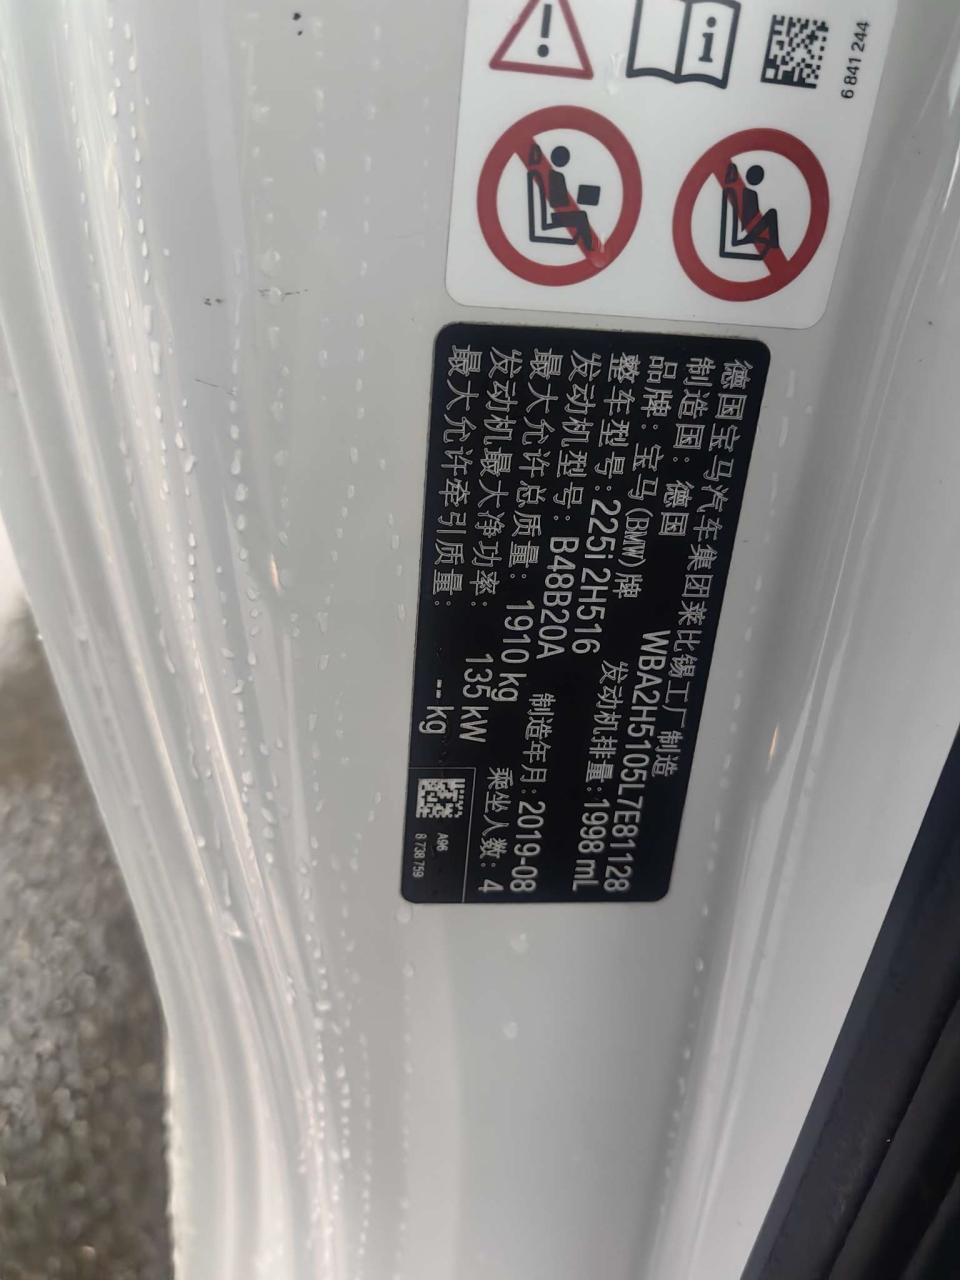 6 841 244
德国宝马汽车集团莱比锡工厂制造
制造国：德国 WBA2H5105L7E81128
品牌：宝马(BMW)牌
整车型号：225i 2H516 发动机排量：1998 mL
发动机型号：B48B20A 制造年月：2019-08
最大允许总质量：1910 kg 乘坐人数：4
发动机最大净功率：135 kW
最大允许牵引质量：-- kg
A96
8 738 759